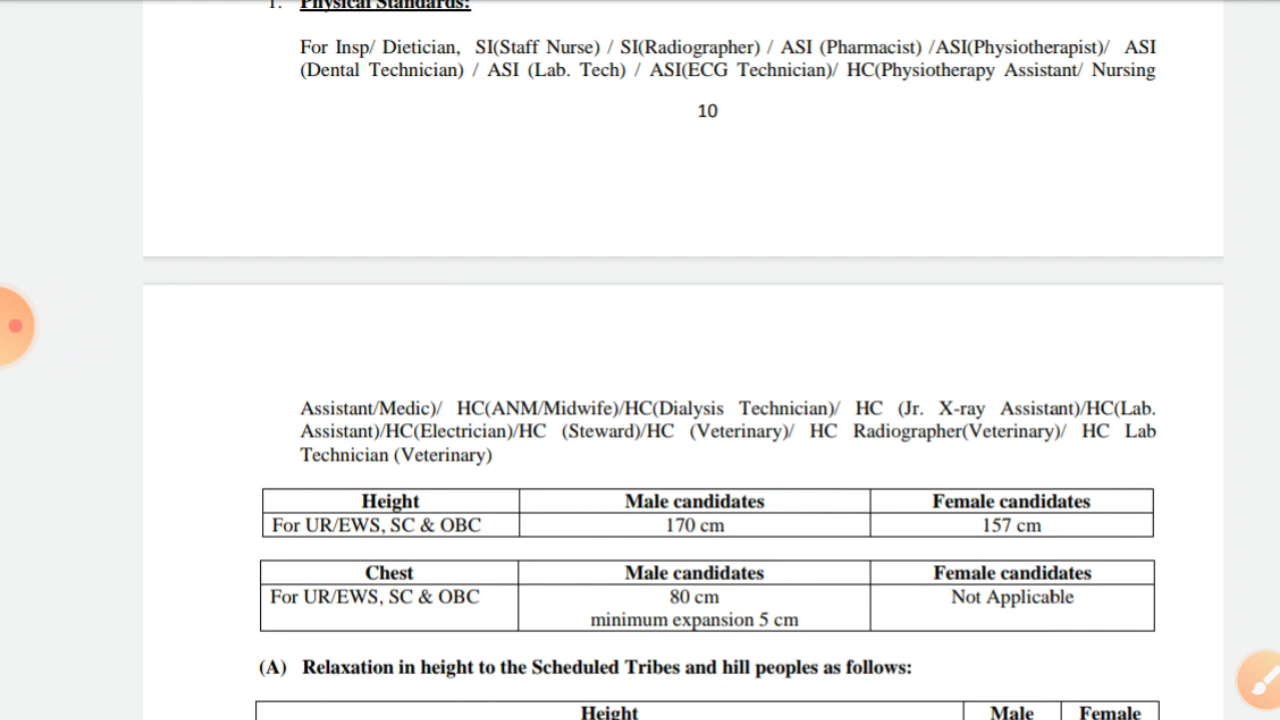 1. Physical Standards:
For Insp/ Dietician, SI(Staff Nurse) / SI(Radiographer) / ASI (Pharmacist) /ASI(Physiotherapist)/ ASI
(Dental Technician) / ASI (Lab. Tech) / ASI(ECG Technician)/ HC(Physiotherapy Assistant/ Nursing
10
Assistant/Medic)/ HC(ANM/Midwife)/HC(Dialysis Technician)/ HC (Jr. X-ray Assistant)/HC(Lab.
Assistant)/HC(Electrician)/HC (Steward)/HC (Veterinary)/ HC Radiographer(Veterinary)/ HC Lab
Technician (Veterinary)
Height Male candidates Female candidates
For UR/EWS, SC & OBC 170 cm 157 cm
Chest Male candidates Female candidates
For UR/EWS, SC & OBC 80 cm Not Applicable
minimum expansion 5 cm
(A) Relaxation in height to the Scheduled Tribes and hill peoples as follows:
Height Male Female